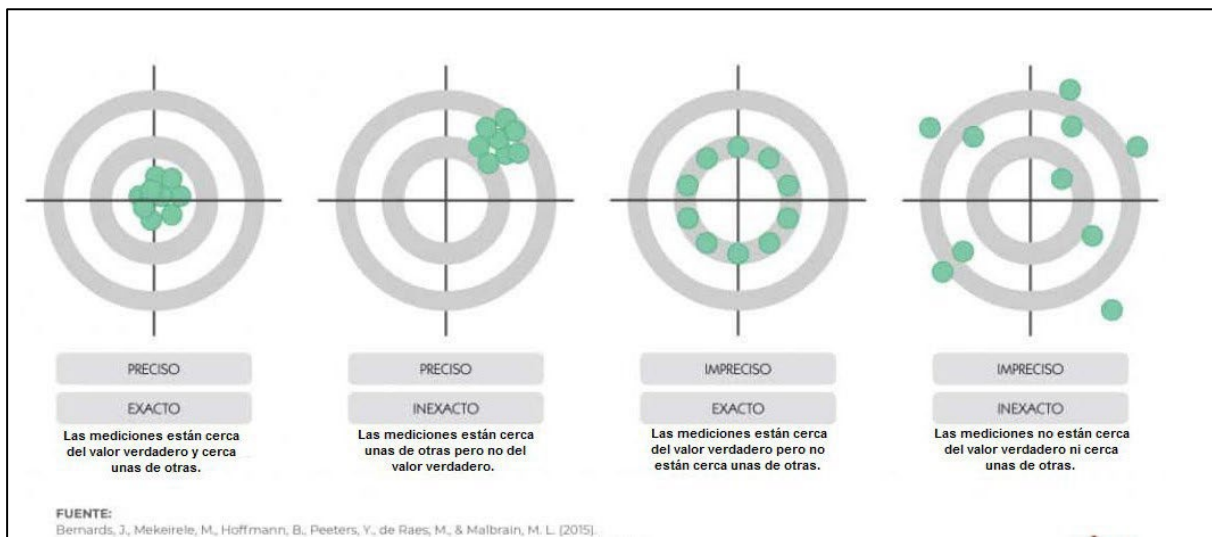 PRECISO
EXACTO
Las mediciones están cerca
del valor verdadero y cerca
unas de otras.
PRECISO
INEXACTO
Las mediciones están cerca
unas de otras pero no del
valor verdadero.
IMPRECISO
EXACTO
Las mediciones están cerca
del valor verdadero pero no
están cerca unas de otras.
IMPRECISO
INEXACTO
Las mediciones no están cerca
del valor verdadero ni cerca
unas de otras.
FUENTE:
Bernards, J., Mekeirele, M., Hoffmann, B., Peeters, Y., de Raes, M., & Malbrain, M. L. (2015).